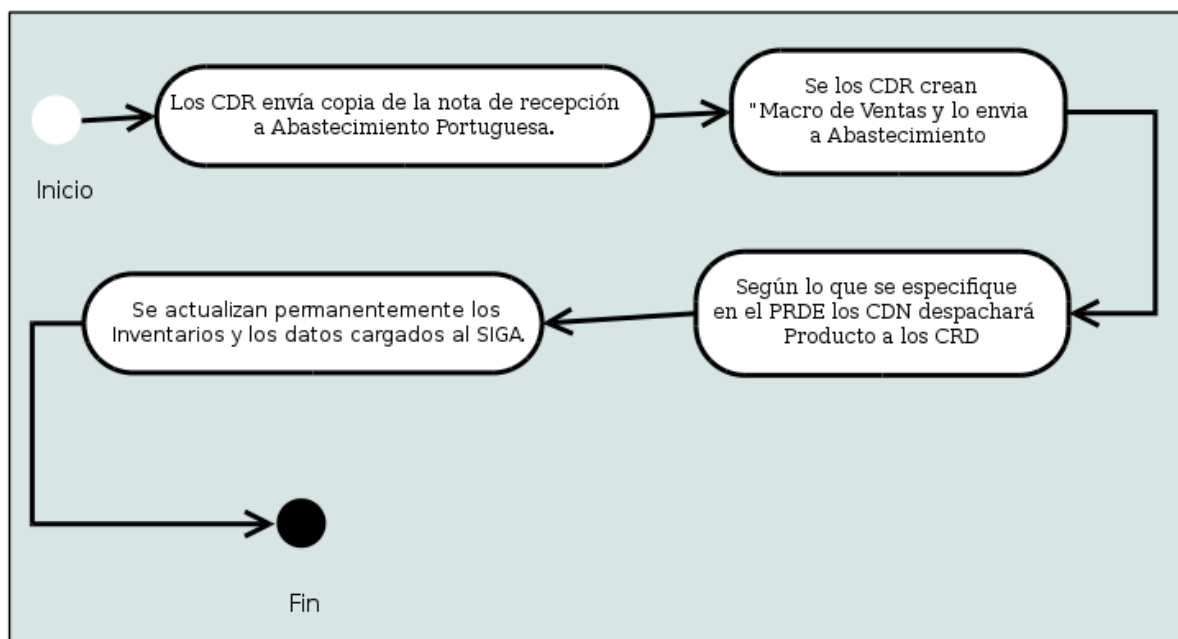 Los CDR envía copia de la nota de recepción
a Abastecimiento Portuguesa.
Se los CDR crean
"Macro de Ventas y lo envia
a Abastecimiento
Inicio
Según lo que se especifique
en el PRDE los CDN despachará
Producto a los CRD
Se actualizan permanentemente los
Inventarios y los datos cargados al SIGA.
Fin